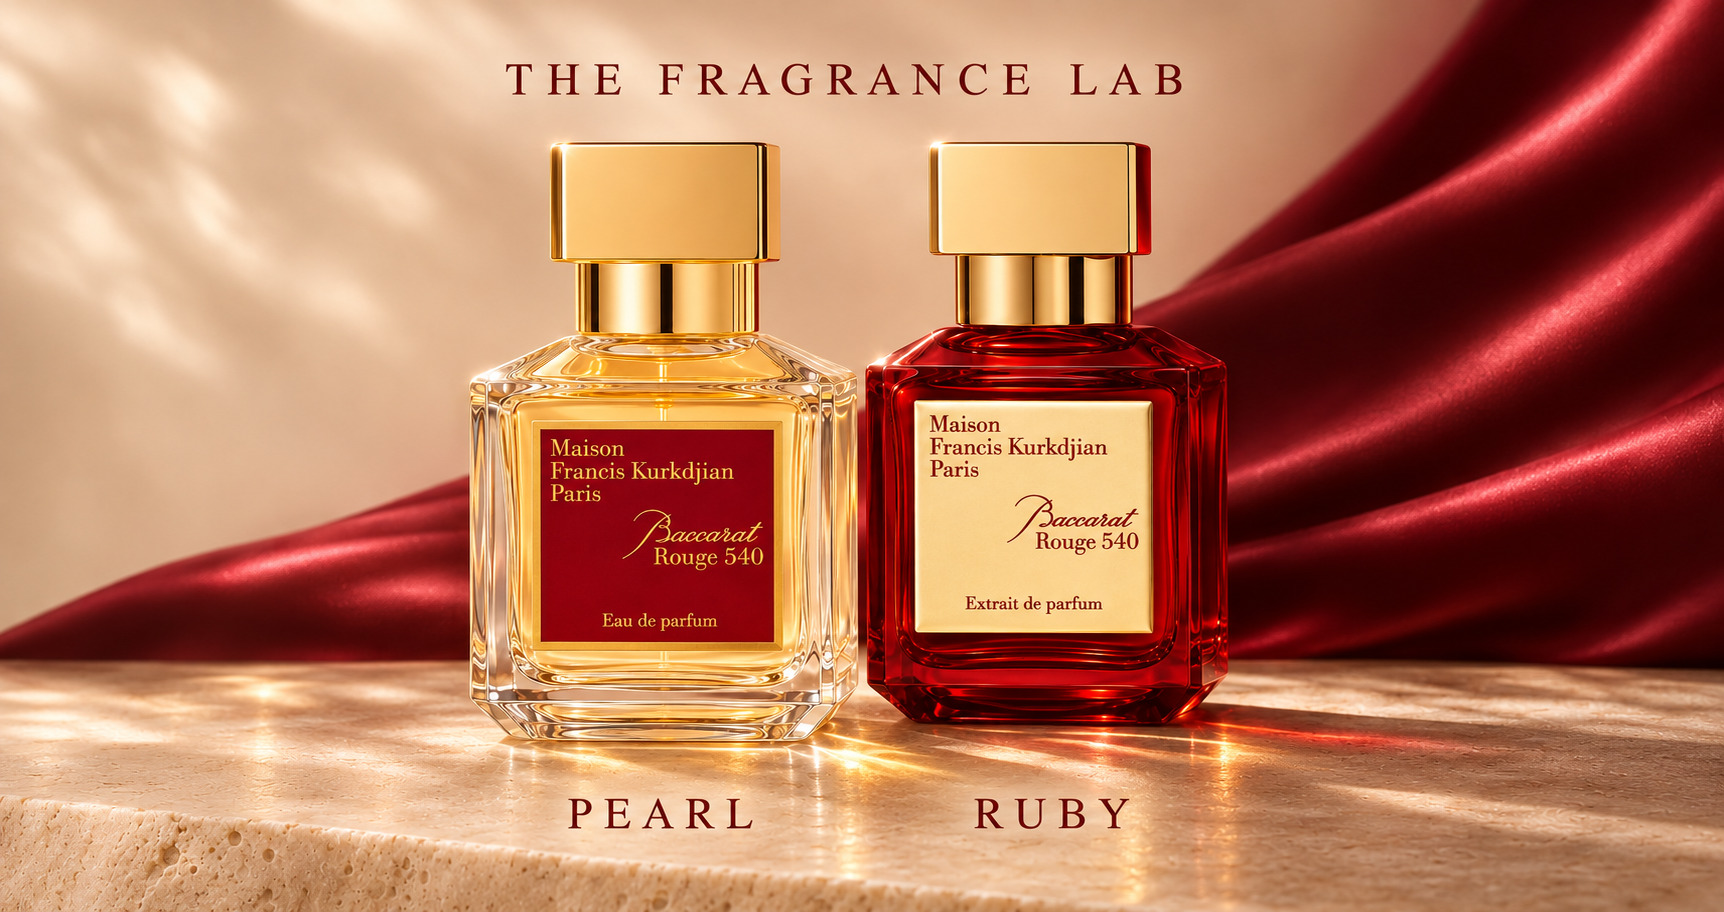 THE FRAGRANCE LAB
Maison
Francis Kurkdjian
Paris
Baccarat
Rouge 540
Eau de parfum
Maison
Francis Kurkdjian
Paris
Baccarat
Rouge 540
Extrait de parfum
PEARL
RUBY